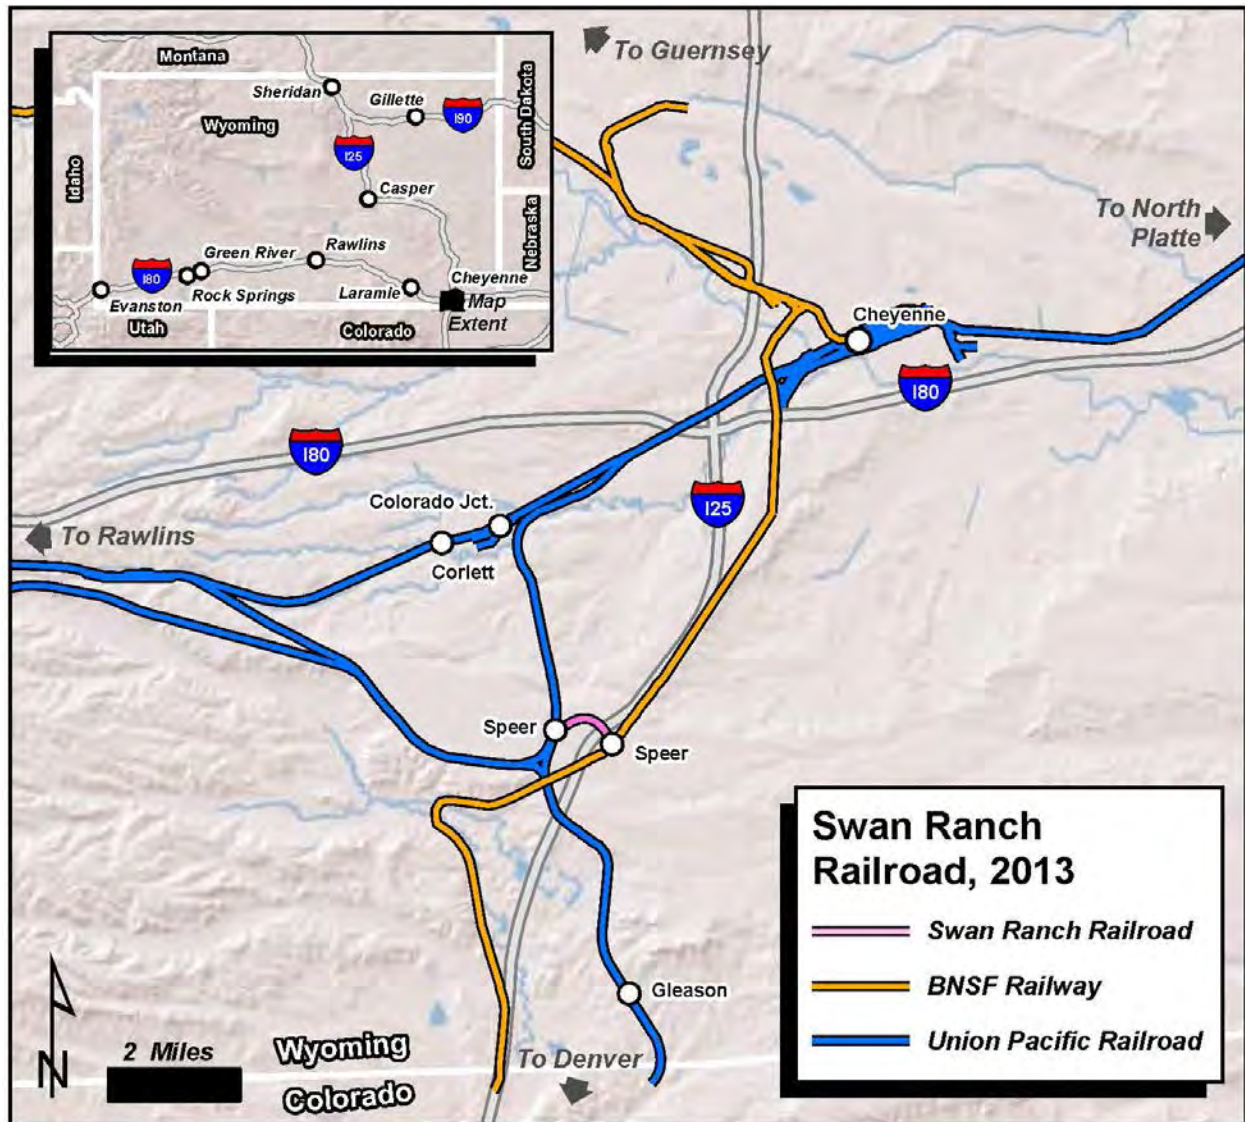 To Guernsey
Montana
Sheridan
Gillette
I90
South Dakota
Wyoming
I25
Idaho
Casper
Nebraska
Green River
Rawlins
I80
Rock Springs
Evanston
Laramie
Cheyenne
Map
Extent
Utah
Colorado
To North
Platte
Cheyenne
I80
I80
I25
Colorado Jct.
To Rawlins
Corlett
Speer
Speer
Swan Ranch
Railroad, 2013
Swan Ranch Railroad
BNSF Railway
Union Pacific Railroad
Gleason
N
2 Miles
Wyoming
Colorado
To Denver